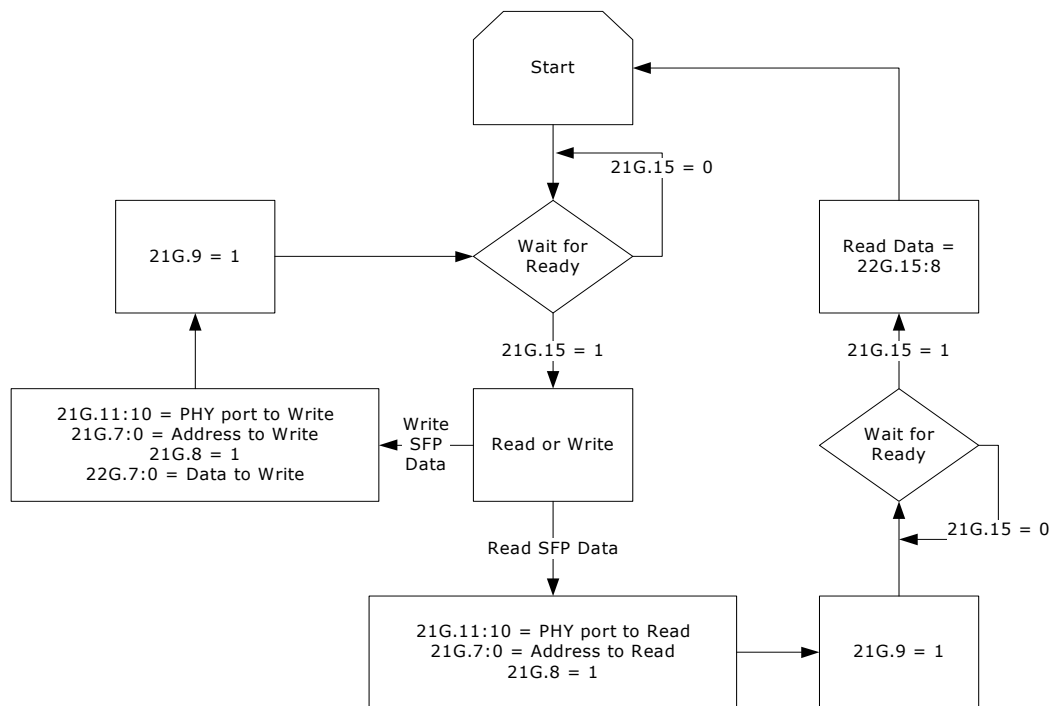 Start
21G.15 = 0
21G.9 = 1
Wait for
Ready
Read Data =
22G.15:8
21G.15 = 1
21G.15 = 1
21G.11:10 = PHY port to Write
21G.7:0 = Address to Write
21G.8 = 1
22G.7:0 = Data to Write
Write
SFP
Data
Read or Write
Wait for
Ready
21G.15 = 0
Read SFP Data
21G.11:10 = PHY port to Read
21G.7:0 = Address to Read
21G.8 = 1
21G.9 = 1